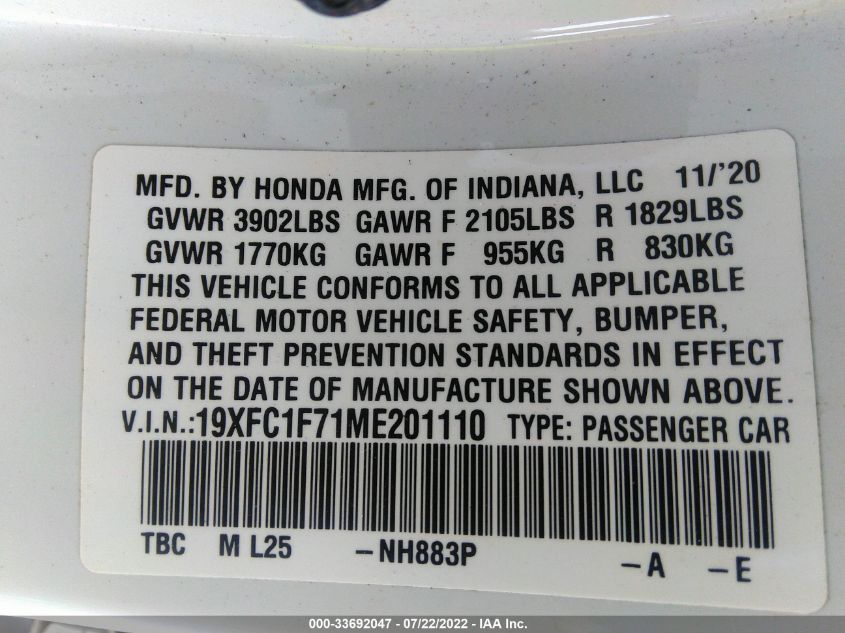 MFD. BY HONDA MFG. OF INDIANA, LLC 11/'20
GVWR 3902LBS GAWR F 2105LBS R 1829LBS
GVWR 1770KG GAWR F 955KG R 830KG
THIS VEHICLE CONFORMS TO ALL APPLICABLE
FEDERAL MOTOR VEHICLE SAFETY, BUMPER,
AND THEFT PREVENTION STANDARDS IN EFFECT
ON THE DATE OF MANUFACTURE SHOWN ABOVE.
V.I.N.:19XFC1F71ME201110 TYPE: PASSENGER CAR
TBC M L25 -NH883P -A -E
000-33692047 - 07/22/2022 - IAA Inc.